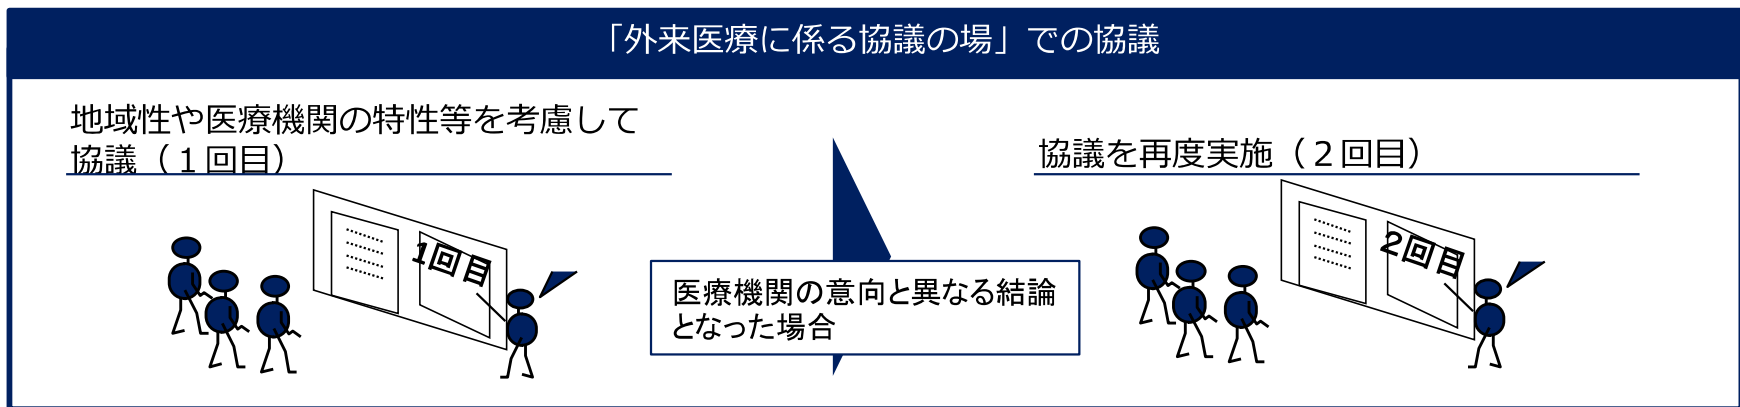 「外来医療に係る協議の場」での協議
地域性や医療機関の特性等を考慮して
協議（１回目）
1回目
医療機関の意向と異なる結論
となった場合
協議を再度実施（２回目）
2回目